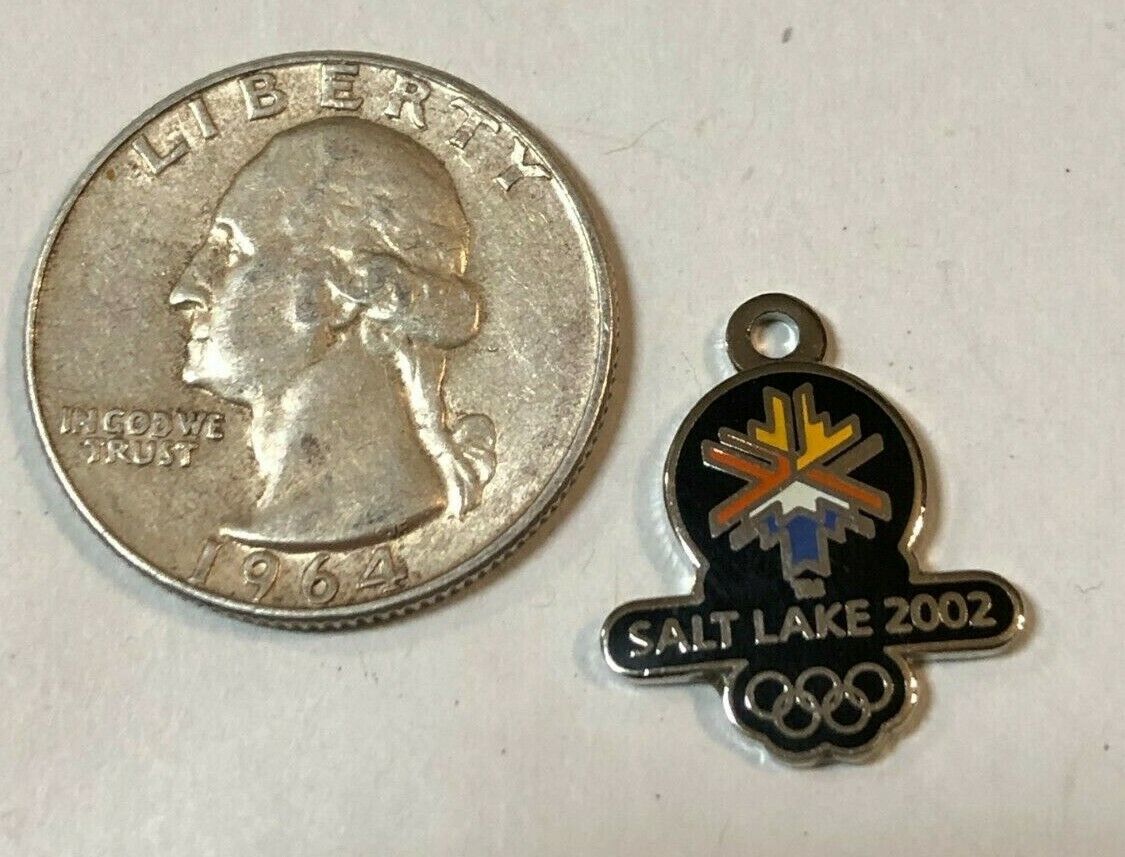 LIBERTY
IN GOD WE
TRUST
1964
SALT LAKE 2002